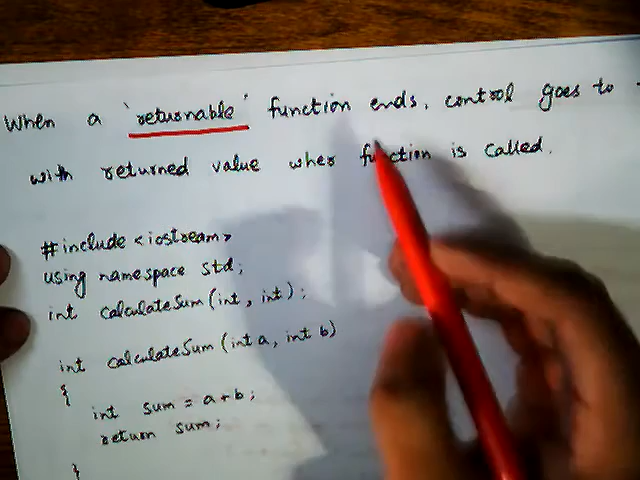 When a 'returnable' function ends, control goes to
with returned value wher function is called.
#include <iostream>
using namespace std;
int calculateSum (int, int);
int calculateSum (int a, int b)
{
int sum = a+b;
return sum;
}